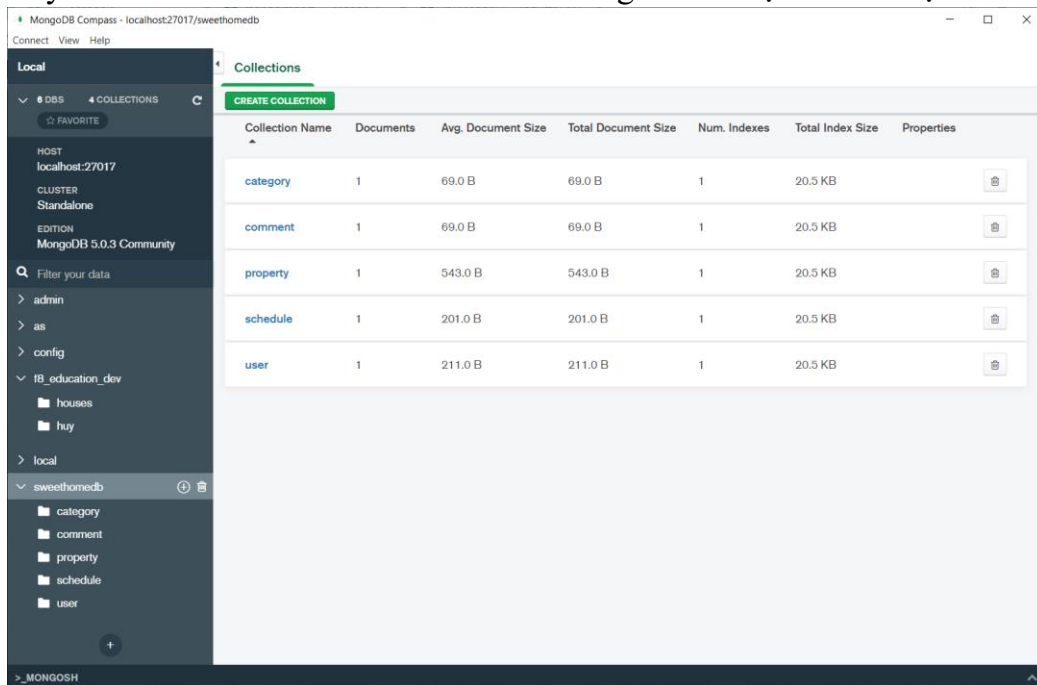 MongoDB Compass - localhost:27017/sweethomedb
Connect View Help
Local
6 DBS 4 COLLECTIONS
FAVORITE
HOST
localhost:27017
CLUSTER
Standalone
EDITION
MongoDB 5.0.3 Community
Filter your data
admin
as
config
f8_education_dev
houses
huy
local
sweethomedb
category
comment
property
schedule
user
>_MONGOSH
Collections
CREATE COLLECTION
Collection Name Documents Avg. Document Size Total Document Size Num. Indexes Total Index Size Properties
category 1 69.0 B 69.0 B 1 20.5 KB
comment 1 69.0 B 69.0 B 1 20.5 KB
property 1 543.0 B 543.0 B 1 20.5 KB
schedule 1 201.0 B 201.0 B 1 20.5 KB
user 1 211.0 B 211.0 B 1 20.5 KB